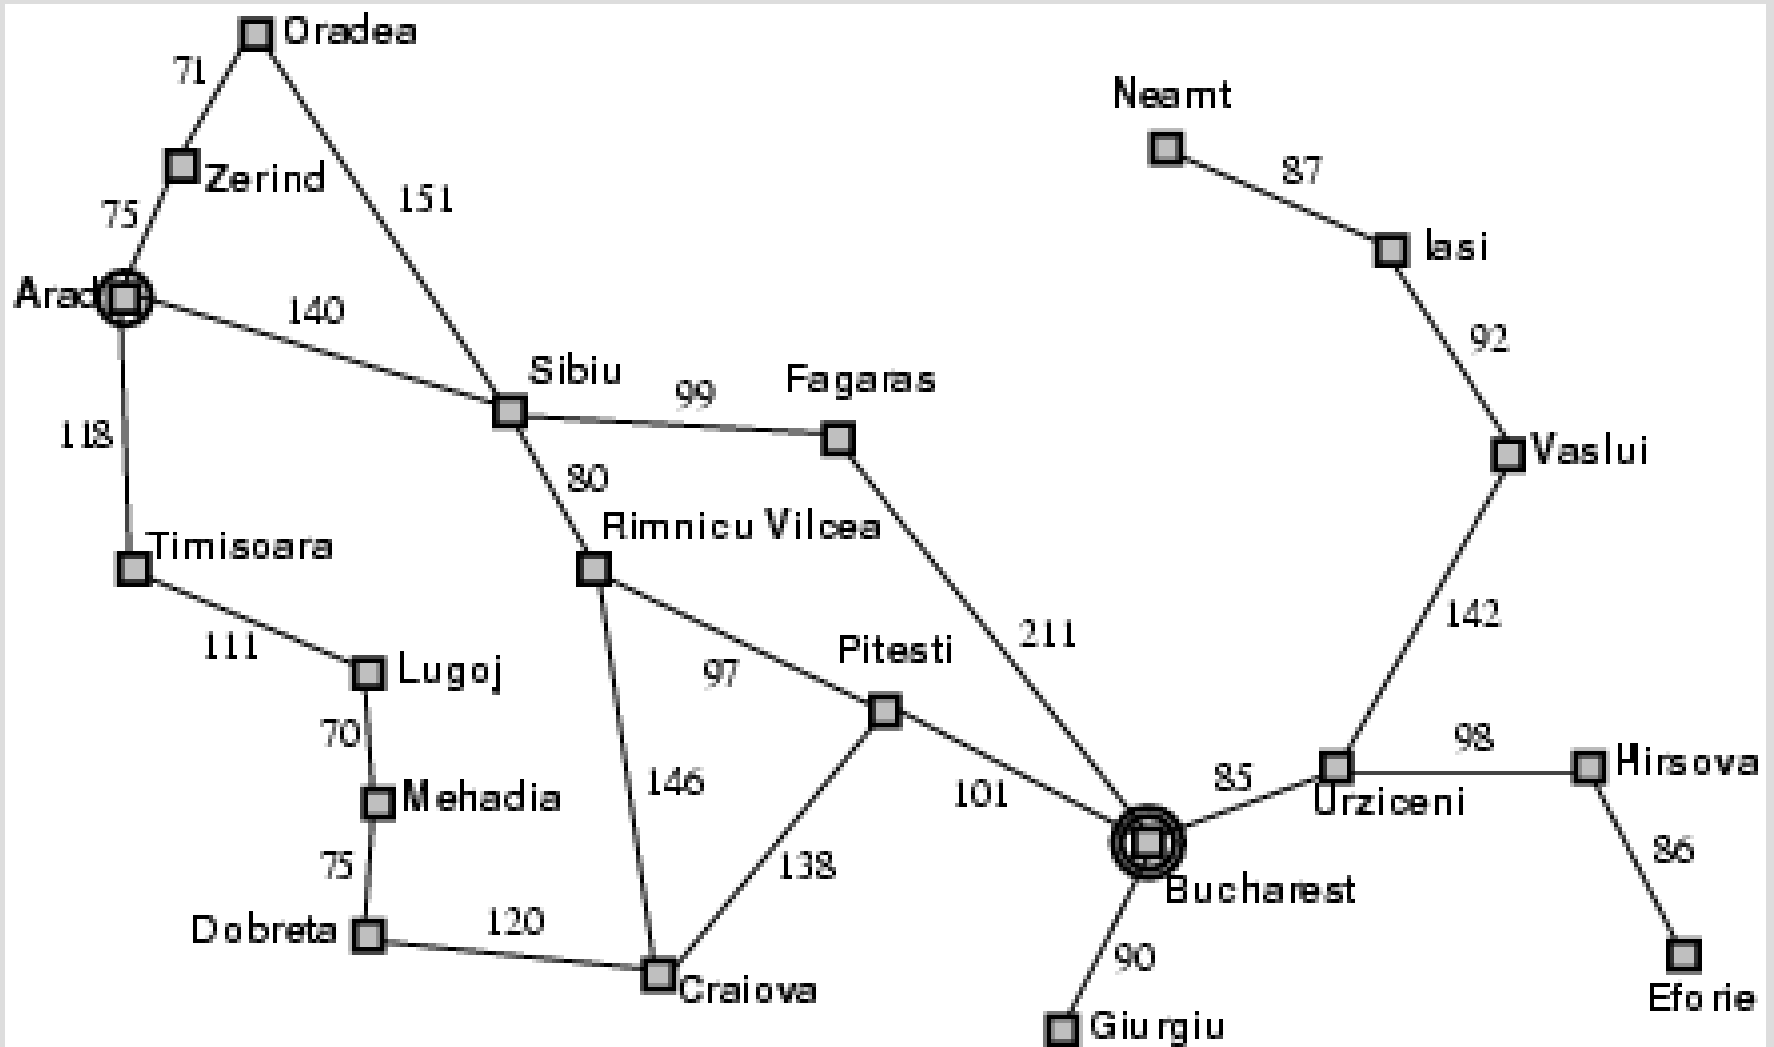 Oradea
71
Neamt
87
Zerind
151
75
Iasi
Arad
140
92
Sibiu
Fagaras
99
118
Vaslui
80
Rimnicu Vilcea
Timisoara
142
211
111
Pitesti
Lugoj
97
70
98
Hirsova
146
85
101
Mehadia
Urziceni
75
138
86
Bucharest
120
Dobreta
90
Craiova
Eforie
Giurgiu